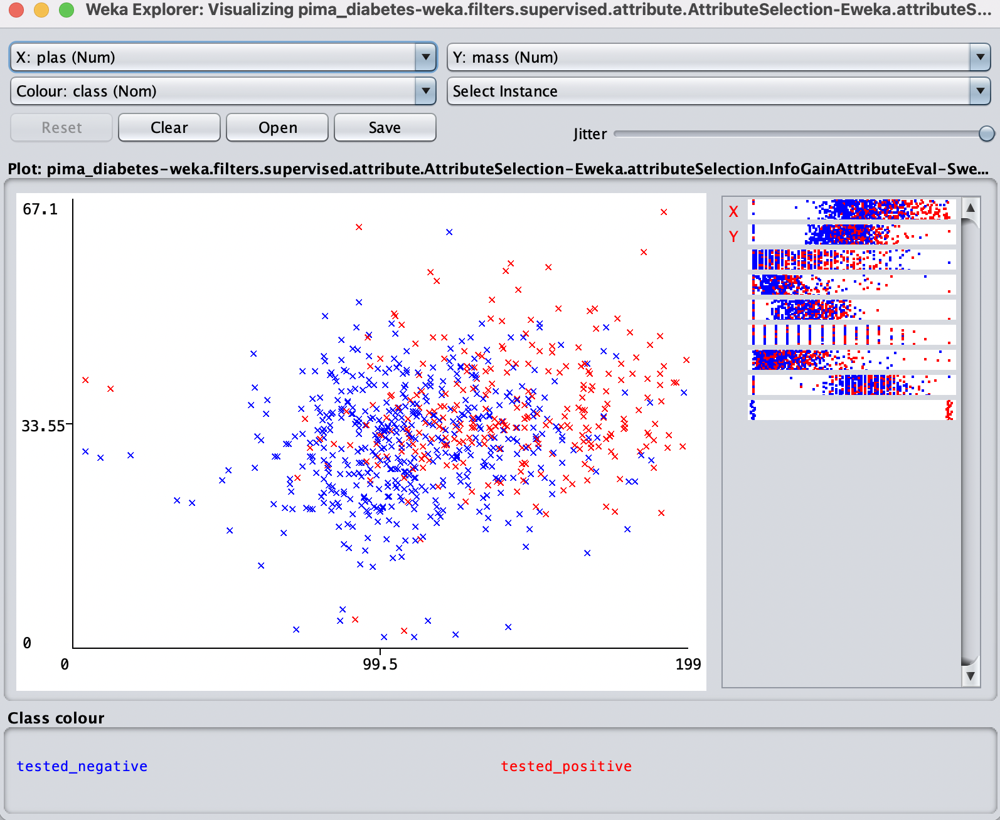 Weka Explorer: Visualizing pima_diabetes-weka.filters.supervised.attribute.AttributeSelection-Eweka.attributeS...
X: plas (Num)
Y: mass (Num)
Colour: class (Nom)
Select Instance
Reset
Clear
Open
Save
Jitter
Plot: pima_diabetes-weka.filters.supervised.attribute.AttributeSelection-Eweka.attributeSelection.InfoGainAttributeEval-Swe...
67.1
33.55
0
0
99.5
199
X
Y
Class colour
tested_negative
tested_positive